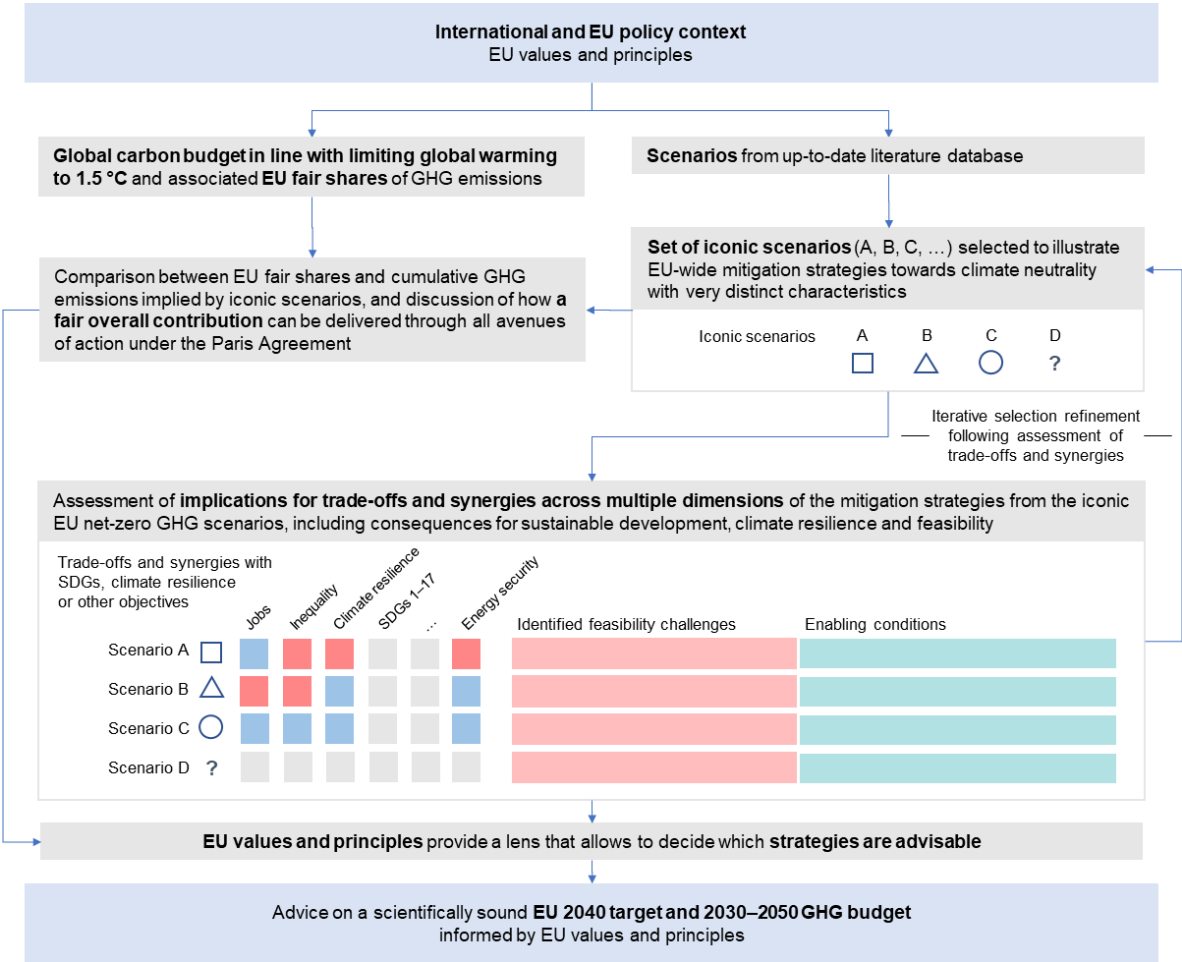 International and EU policy context
EU values and principles
Global carbon budget in line with limiting global warming
to 1.5 °C and associated EU fair shares of GHG emissions
Scenarios from up-to-date literature database
Set of iconic scenarios (A, B, C, …) selected to illustrate
EU-wide mitigation strategies towards climate neutrality
with very distinct characteristics
Comparison between EU fair shares and cumulative GHG
emissions implied by iconic scenarios, and discussion of how a
fair overall contribution can be delivered through all avenues
of action under the Paris Agreement
Iconic scenarios A B C D
?
Iterative selection refinement
following assessment of
trade-offs and synergies
Assessment of implications for trade-offs and synergies across multiple dimensions of the mitigation strategies from the iconic
EU net-zero GHG scenarios, including consequences for sustainable development, climate resilience and feasibility
Trade-offs and synergies with
SDGs, climate resilience
or other objectives
Jobs
Inequality
Climate resilience
SDGs 1–17
...
Energy security
Identified feasibility challenges
Enabling conditions
Scenario A
Scenario B
Scenario C
Scenario D ?
EU values and principles provide a lens that allows to decide which strategies are advisable
Advice on a scientifically sound EU 2040 target and 2030–2050 GHG budget
informed by EU values and principles